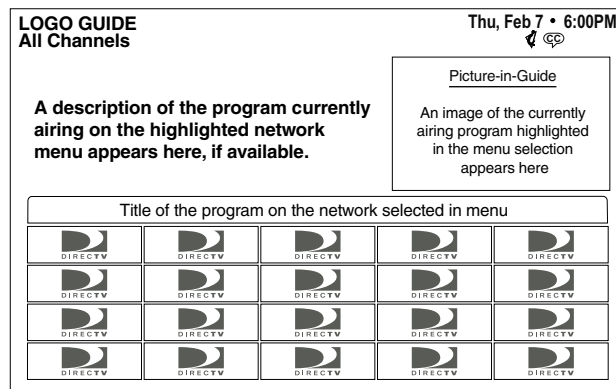 LOGO GUIDE
All Channels
Thu, Feb 7 • 6:00PM
CC
Picture-in-Guide
A description of the program currently
airing on the highlighted network
menu appears here, if available.
An image of the currently
airing program highlighted
in the menu selection
appears here
Title of the program on the network selected in menu
DIRECTV DIRECTV DIRECTV DIRECTV DIRECTV
DIRECTV DIRECTV DIRECTV DIRECTV DIRECTV
DIRECTV DIRECTV DIRECTV DIRECTV DIRECTV
DIRECTV DIRECTV DIRECTV DIRECTV DIRECTV